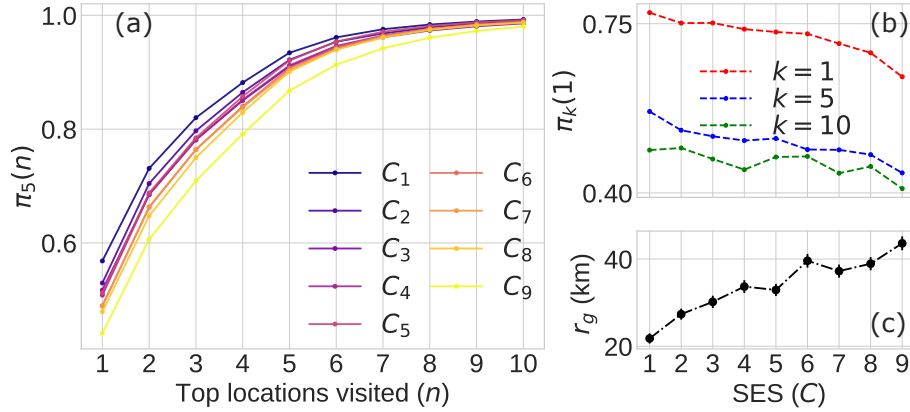 (a)
π₅(n)
1.0
0.8
0.6
C₁
C₂
C₃
C₄
C₅
C₆
C₇
C₈
C₉
1 2 3 4 5 6 7 8 9 10
Top locations visited (n)
(b)
πₖ(1)
0.75
0.40
k = 1
k = 5
k = 10
(c)
r_g (km)
40
20
1 2 3 4 5 6 7 8 9
SES (C)